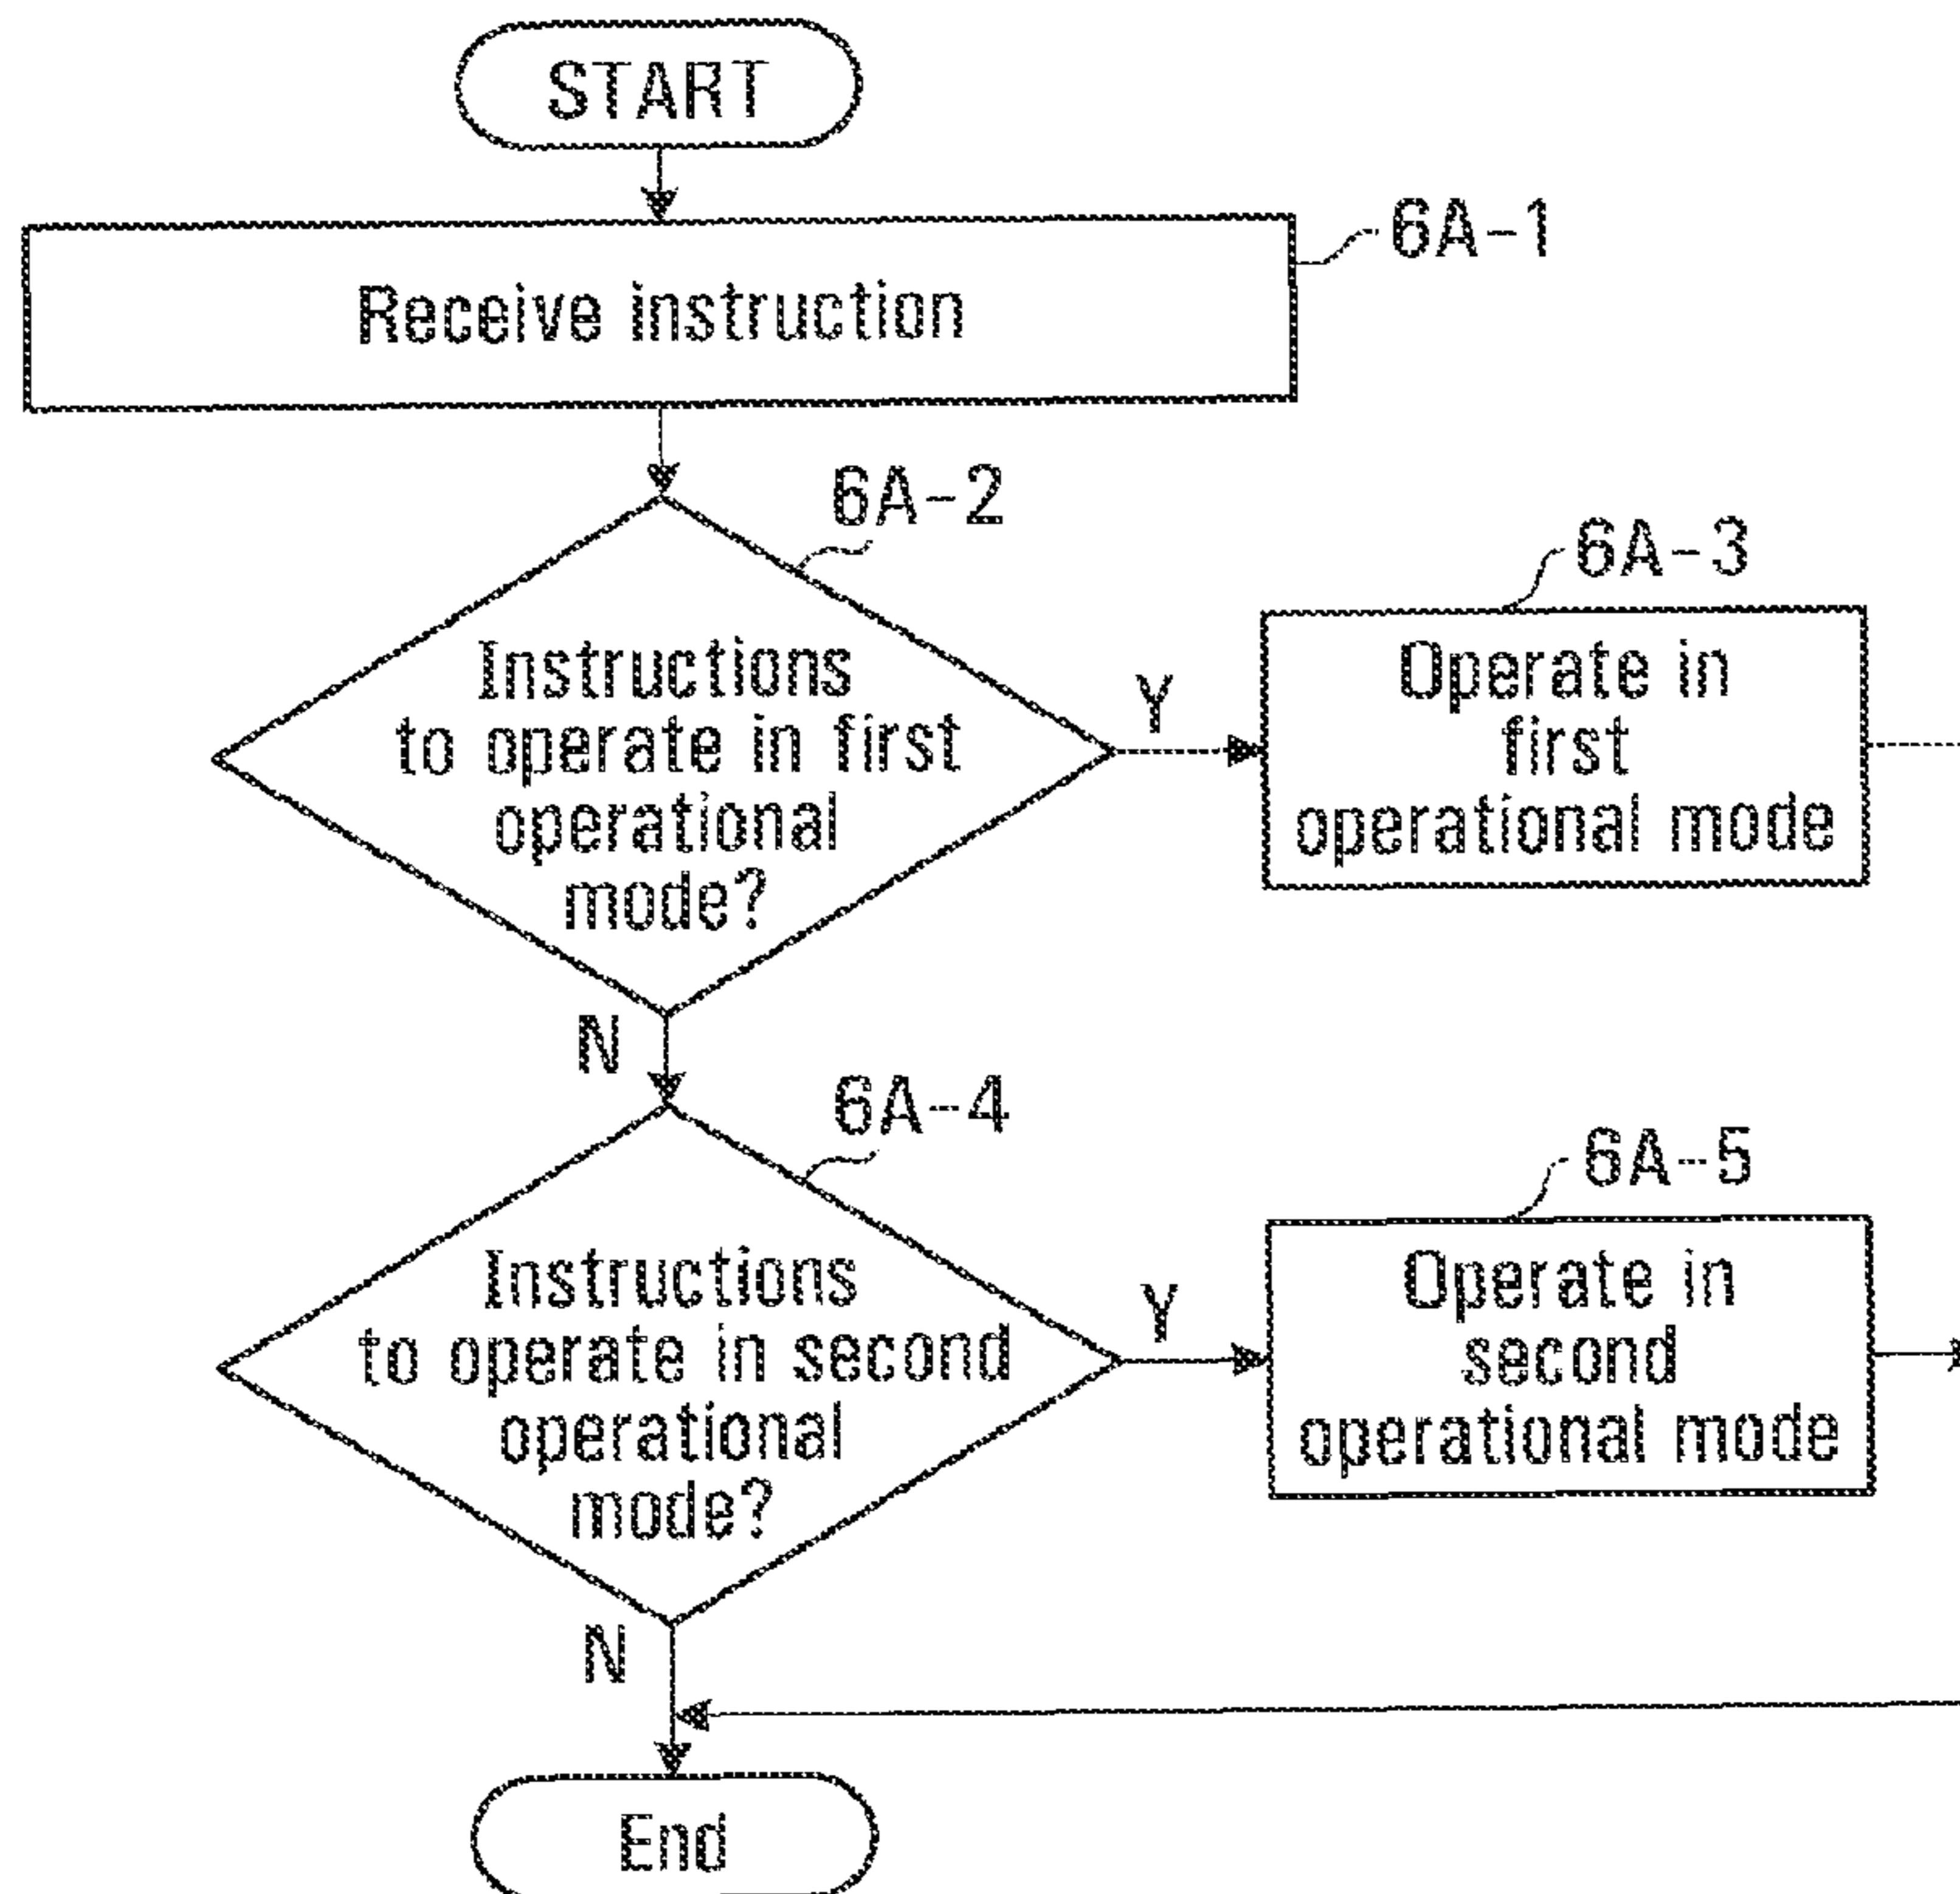 START
6A-1
Receive instruction
6A-2
Instructions
to operate in first
operational
mode?
Y
6A-3
Operate in
first
operational mode
N
6A-4
Instructions
to operate in second
operational
mode?
Y
6A-5
Operate in
second
operational mode
N
End